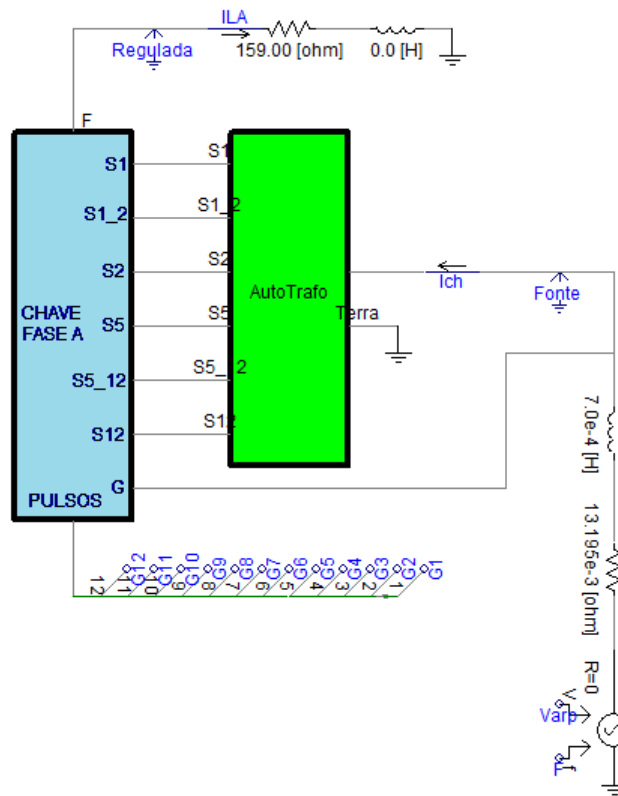 ILA
Regulada
159.00 [ohm]
0.0 [H]
F
S1
S1
S1_2
S1_2
S2
S2
AutoTrafo
Ich
Fonte
CHAVE
FASE A
S5
S5
Terra
S5_12
S12
S12
G
PULSOS
7.0e-4 [H]
13.195e-3 [ohm]
R=0
V
Varp
f
12
11
10
9
8
7
6
5
4
3
2
1
G12
G11
G10
G9
G8
G7
G6
G5
G4
G3
G2
G1